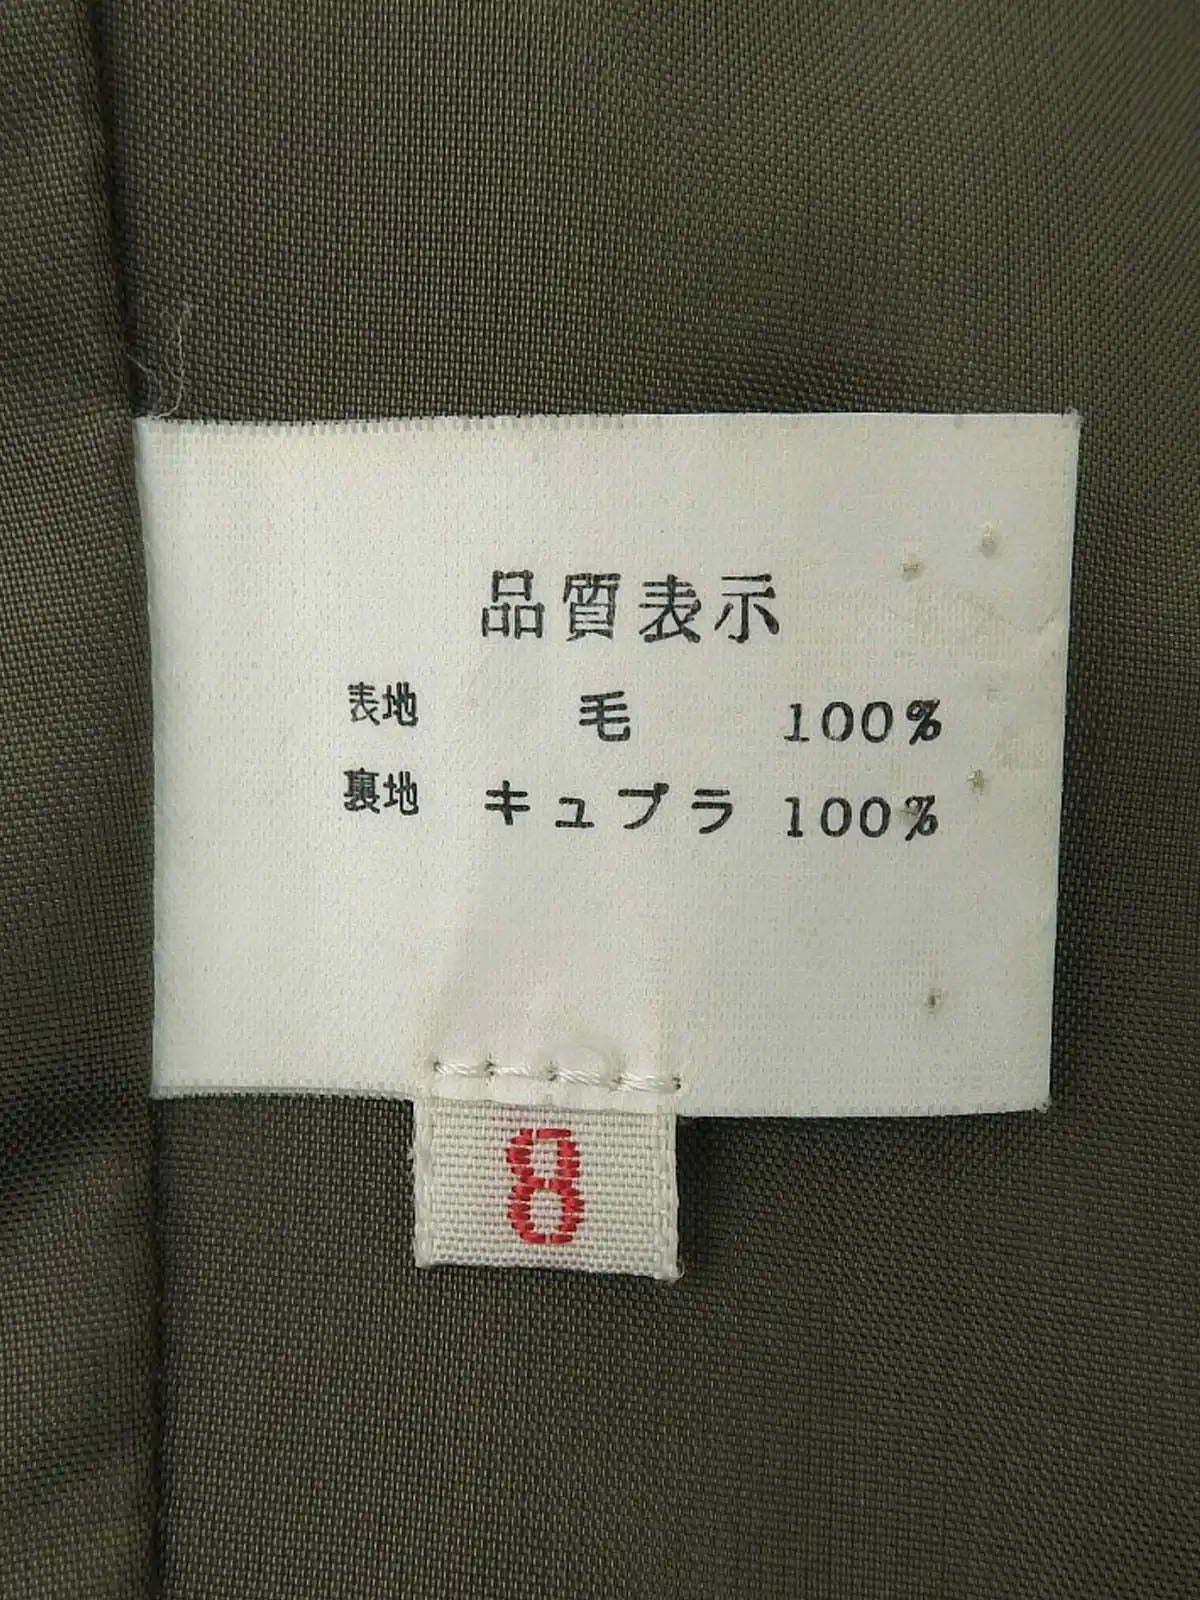 品質表示
表地 毛 100%
裏地 キュプラ 100%
8